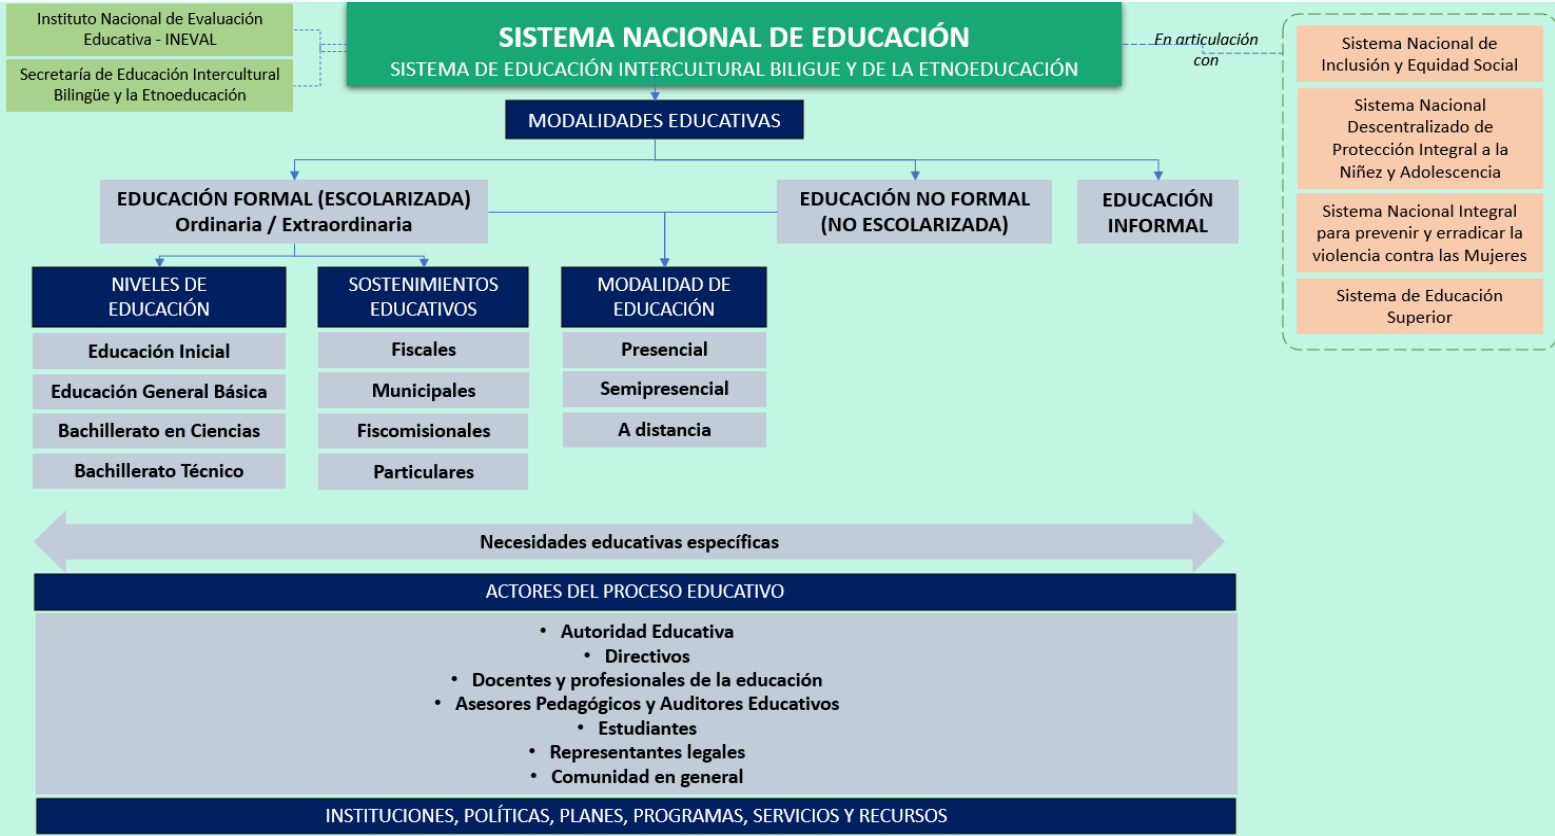 Instituto Nacional de Evaluación
Educativa - INEVAL
Secretaría de Educación Intercultural
Bilingüe y la Etnoeducación
SISTEMA NACIONAL DE EDUCACIÓN
SISTEMA DE EDUCACIÓN INTERCULTURAL BILIGUE Y DE LA ETNOEDUCACIÓN
En articulación
con
Sistema Nacional de
Inclusión y Equidad Social
Sistema Nacional
Descentralizado de
Protección Integral a la
Niñez y Adolescencia
Sistema Nacional Integral
para prevenir y erradicar la
violencia contra las Mujeres
Sistema de Educación
Superior
MODALIDADES EDUCATIVAS
EDUCACIÓN FORMAL (ESCOLARIZADA)
Ordinaria / Extraordinaria
EDUCACIÓN NO FORMAL
(NO ESCOLARIZADA)
EDUCACIÓN
INFORMAL
NIVELES DE
EDUCACIÓN
Educación Inicial
Educación General Básica
Bachillerato en Ciencias
Bachillerato Técnico
SOSTENIMIENTOS
EDUCATIVOS
Fiscales
Municipales
Fiscomisionales
Particulares
MODALIDAD DE
EDUCACIÓN
Presencial
Semipresencial
A distancia
Necesidades educativas específicas
ACTORES DEL PROCESO EDUCATIVO
• Autoridad Educativa
• Directivos
• Docentes y profesionales de la educación
• Asesores Pedagógicos y Auditores Educativos
• Estudiantes
• Representantes legales
• Comunidad en general
INSTITUCIONES, POLÍTICAS, PLANES, PROGRAMAS, SERVICIOS Y RECURSOS